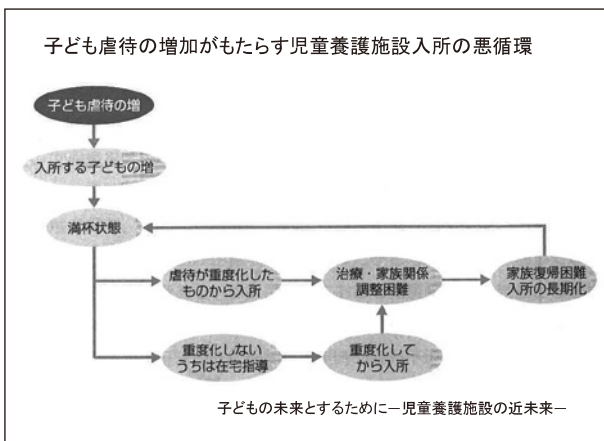 子ども虐待の増加がもたらす児童養護施設入所の悪循環
子ども虐待の増
入所する子どもの増
満杯状態
虐待が重度化した
ものから入所
治療・家族関係
調整困難
家族復帰困難
入所の長期化
重度化しない
うちは在宅指導
重度化して
から入所
子どもの未来とするために−児童養護施設の近未来−